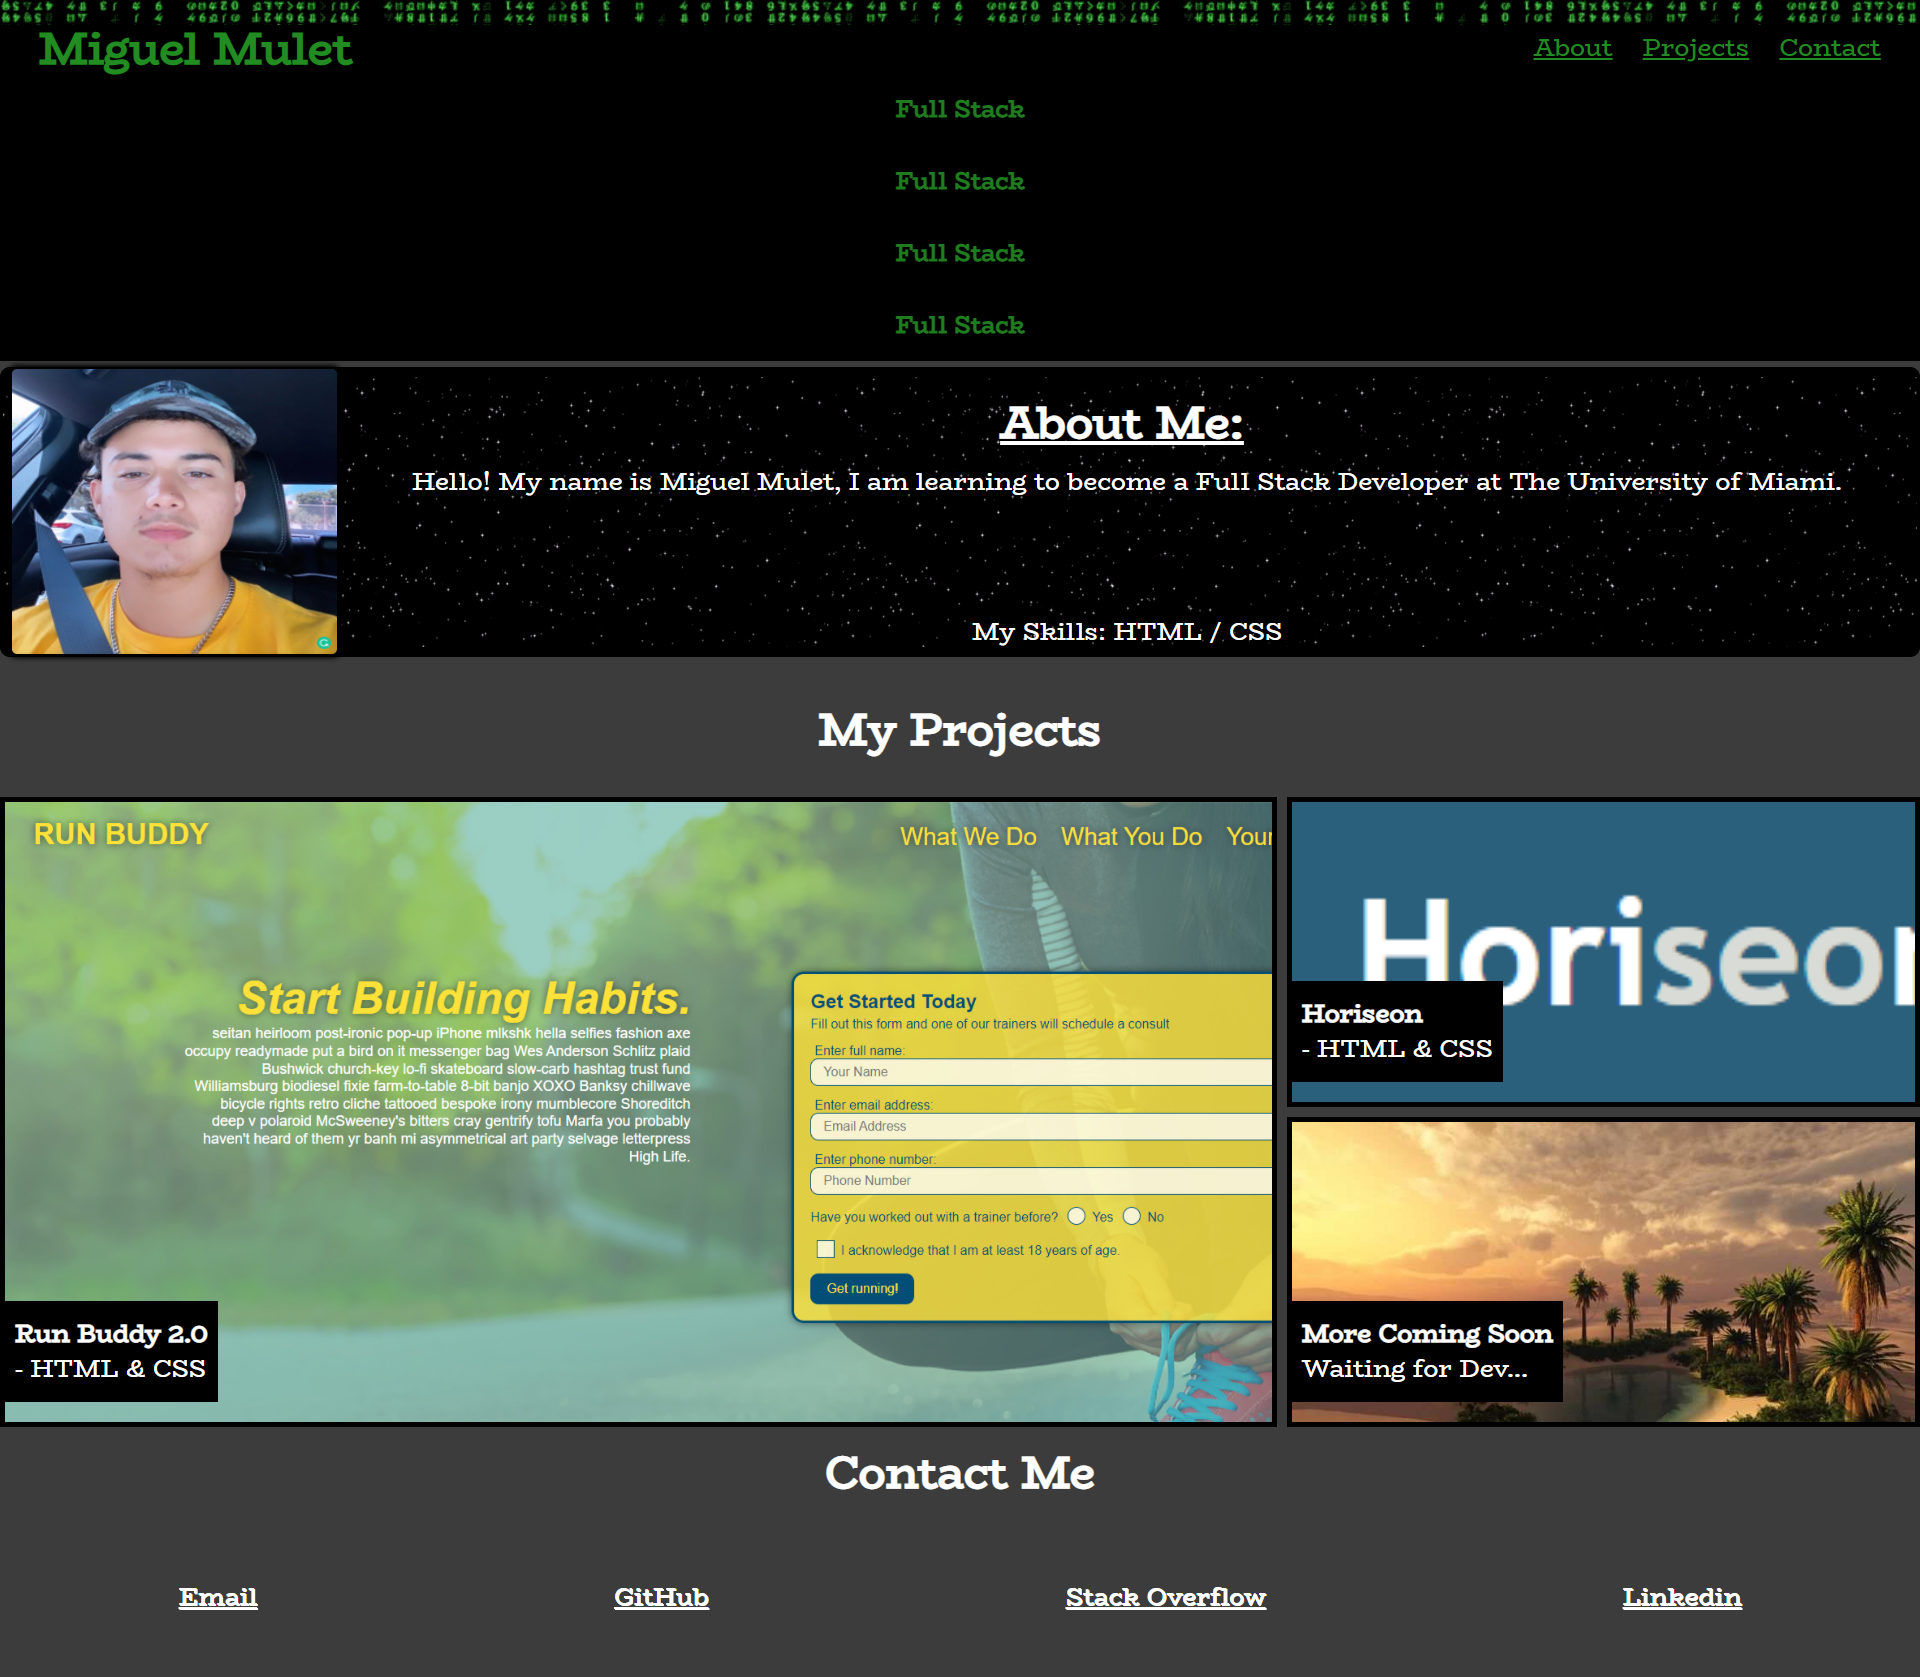 Miguel Mulet
About Projects Contact
Full Stack
Full Stack
Full Stack
Full Stack
About Me:
Hello! My name is Miguel Mulet, I am learning to become a Full Stack Developer at The University of Miami.
My Skills: HTML / CSS
My Projects
RUN BUDDY
What We Do What You Do Your
Start Building Habits.
seitan heirloom post-ironic pop-up iPhone mlkshk hella selfies fashion axe
occupy readymade put a bird on it messenger bag Wes Anderson Schlitz plaid
Bushwick church-key lo-fi skateboard slow-carb hashtag trust fund
Williamsburg biodiesel fixie farm-to-table 8-bit banjo XOXO Banksy chillwave
bicycle rights retro cliche tattooed bespoke irony mumblecore Shoreditch
deep v polaroid McSweeney's bitters cray gentrify tofu Marfa you probably
haven't heard of them yr banh mi asymmetrical art party selvage letterpress
High Life.
Get Started Today
Fill out this form and one of our trainers will schedule a consult
Enter full name:
Your Name
Enter email address:
Email Address
Enter phone number:
Phone Number
Have you worked out with a trainer before? Yes No
I acknowledge that I am at least 18 years of age.
Get running!
Run Buddy 2.0
- HTML & CSS
Horiseon
Horiseon
- HTML & CSS
More Coming Soon
Waiting for Dev...
Contact Me
Email GitHub Stack Overflow Linkedin